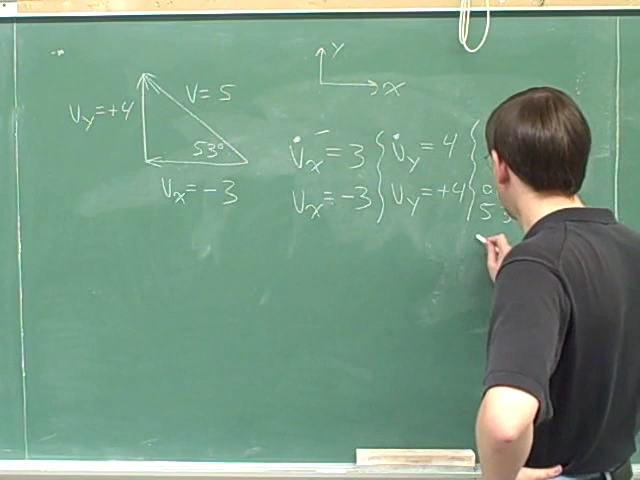 y
x
V = 5
Vy = +4
53°
Vx = -3
Vx = 3
Vy = 4
Vx = -3
Vy = +4